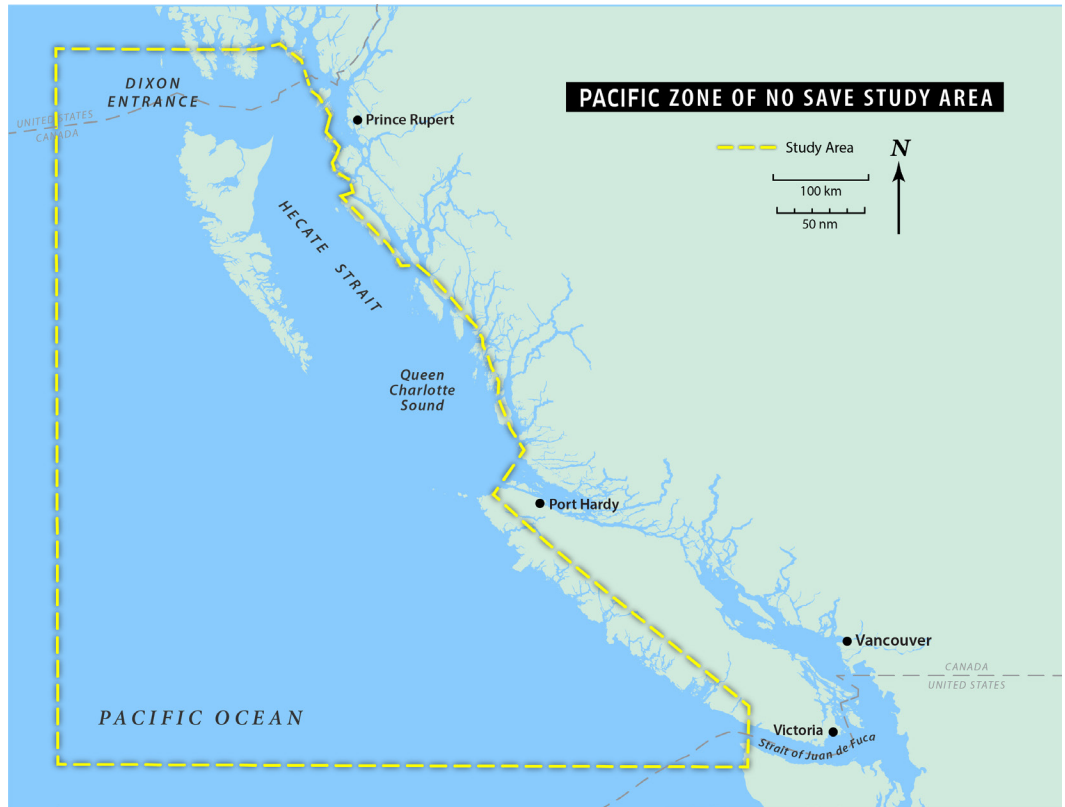 DIXON
ENTRANCE
UNITED STATES
CANADA
Prince Rupert
PACIFIC ZONE OF NO SAVE STUDY AREA
Study Area
N
100 km
50 nm
HECATE STRAIT
Queen
Charlotte
Sound
Port Hardy
Vancouver
CANADA
UNITED STATES
PACIFIC OCEAN
Victoria
Strait of Juan de Fuca